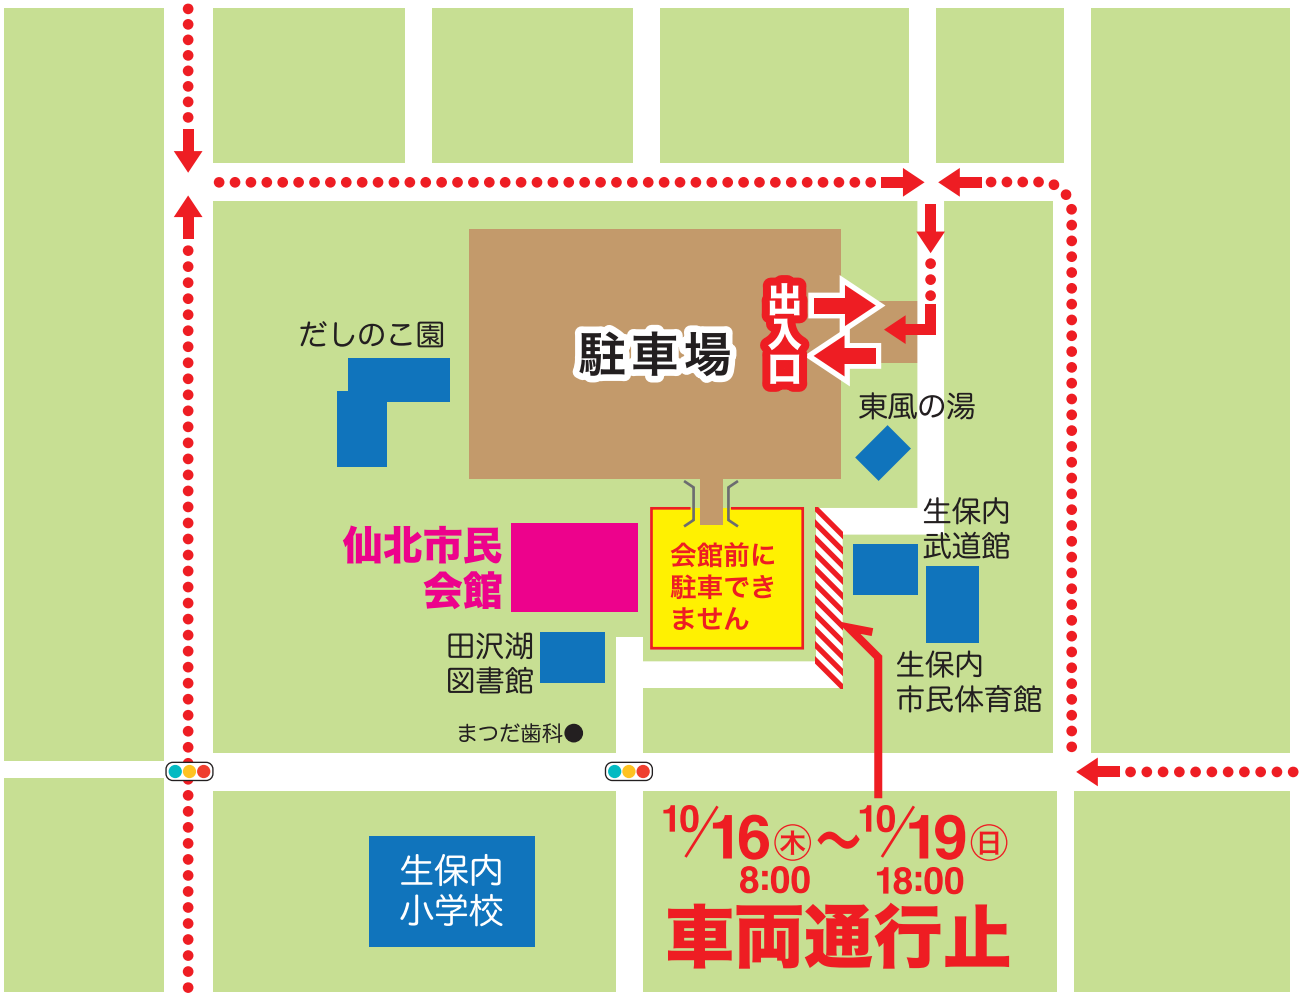 だしのこ園
駐車場
出入口
東風の湯
生保内
武道館
仙北市民
会館
会館前に
駐車でき
ません
田沢湖
図書館
生保内
市民体育館
まつだ歯科●
生保内
小学校
10/16㊍～10/19㊐
8:00 18:00
車両通行止